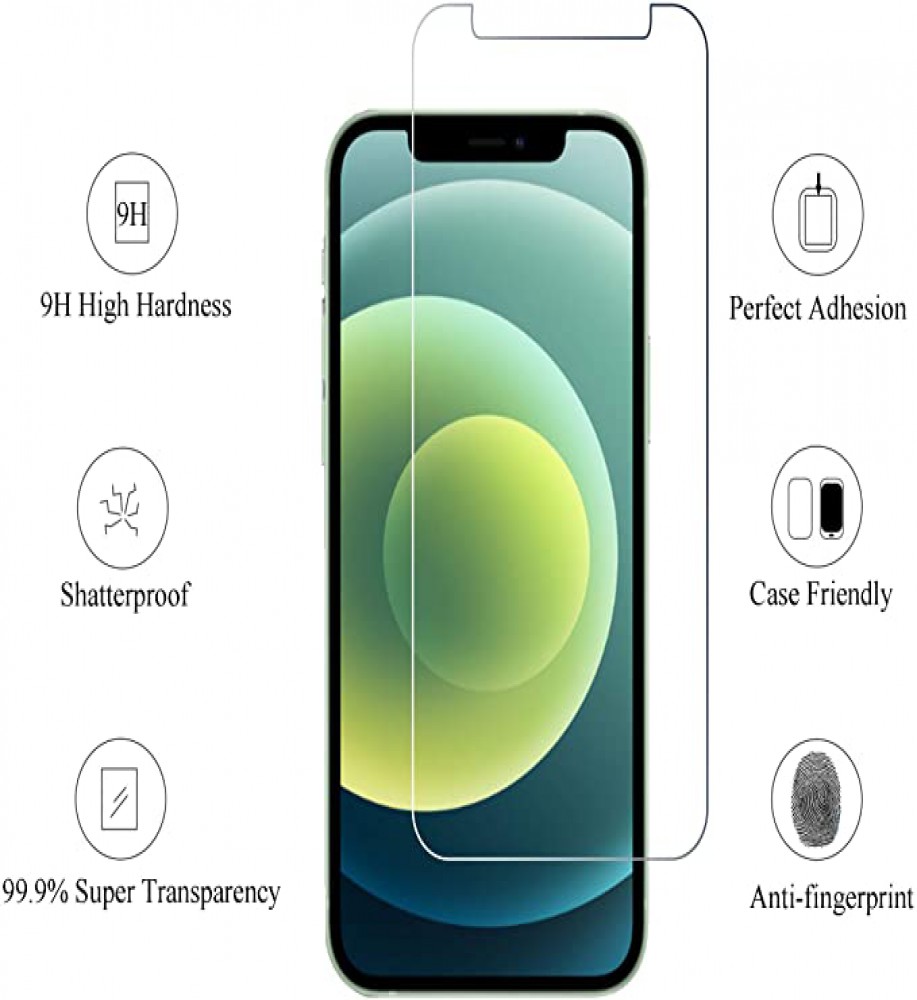 9H
9H High Hardness
Shatterproof
99.9% Super Transparency
Perfect Adhesion
Case Friendly
Anti-fingerprint